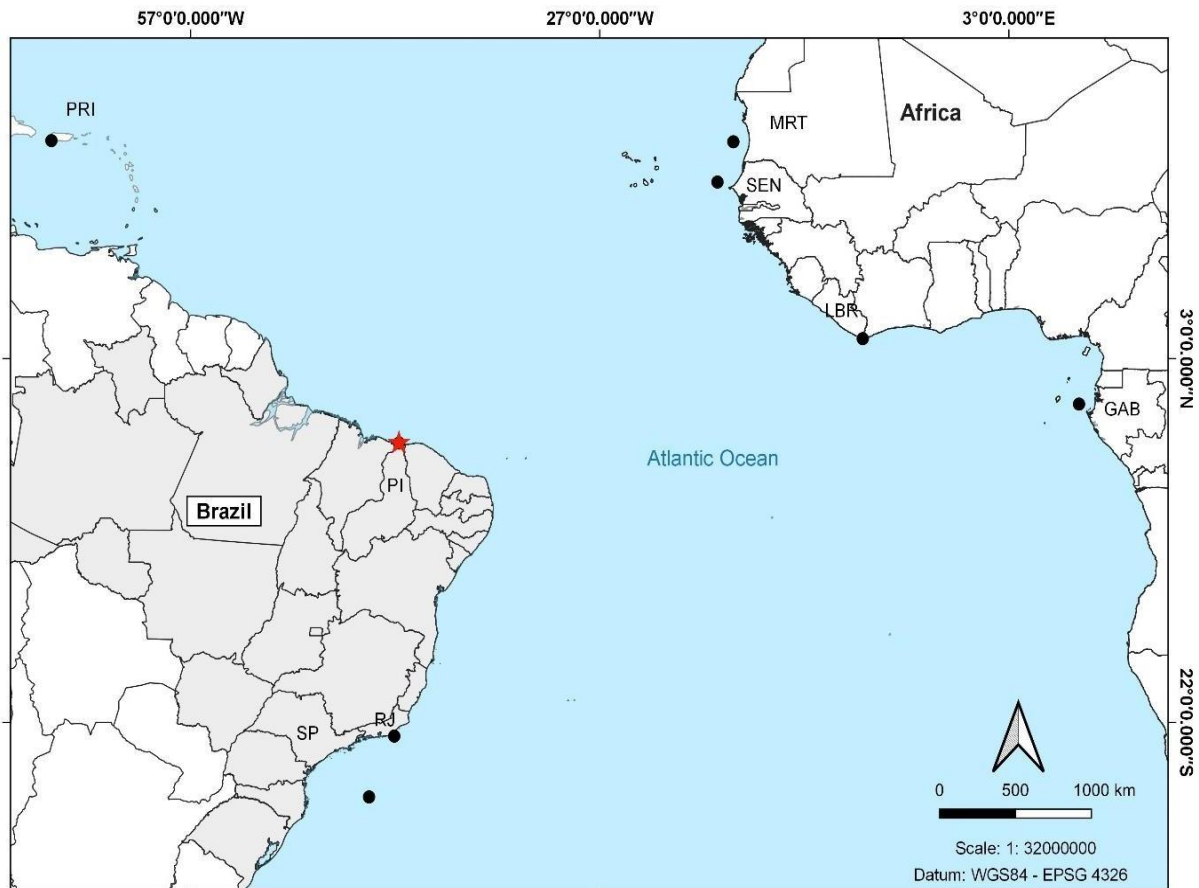 57°0'0.000"W 27°0'0.000"W 3°0'0.000"E
PRI
MRT
Africa
SEN
LBR
3°0'0.000"N
GAB
Atlantic Ocean
PI
Brazil
22°0'0.000"S
SP
RJ
0 500 1000 km
Scale: 1: 32000000
Datum: WGS84 - EPSG 4326